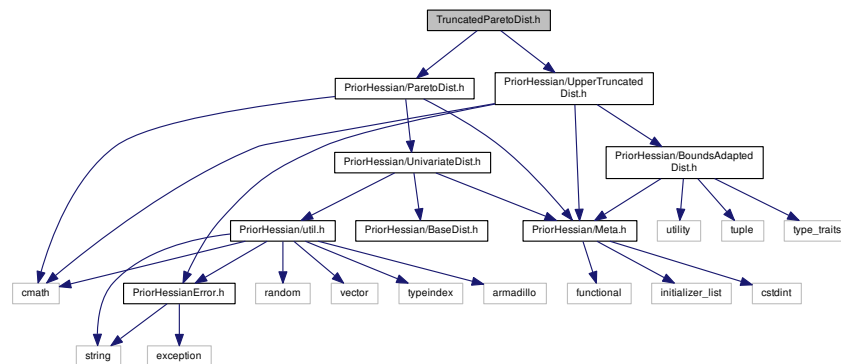 TruncatedParetoDist.h
PriorHessian/ParetoDist.h
PriorHessian/UpperTruncated
Dist.h
PriorHessian/UnivariateDist.h
PriorHessian/BoundsAdapted
Dist.h
PriorHessian/util.h
PriorHessian/BaseDist.h
PriorHessian/Meta.h
utility
tuple
type_traits
cmath
PriorHessianError.h
random
vector
typeindex
armadillo
functional
initializer_list
cstdint
string
exception